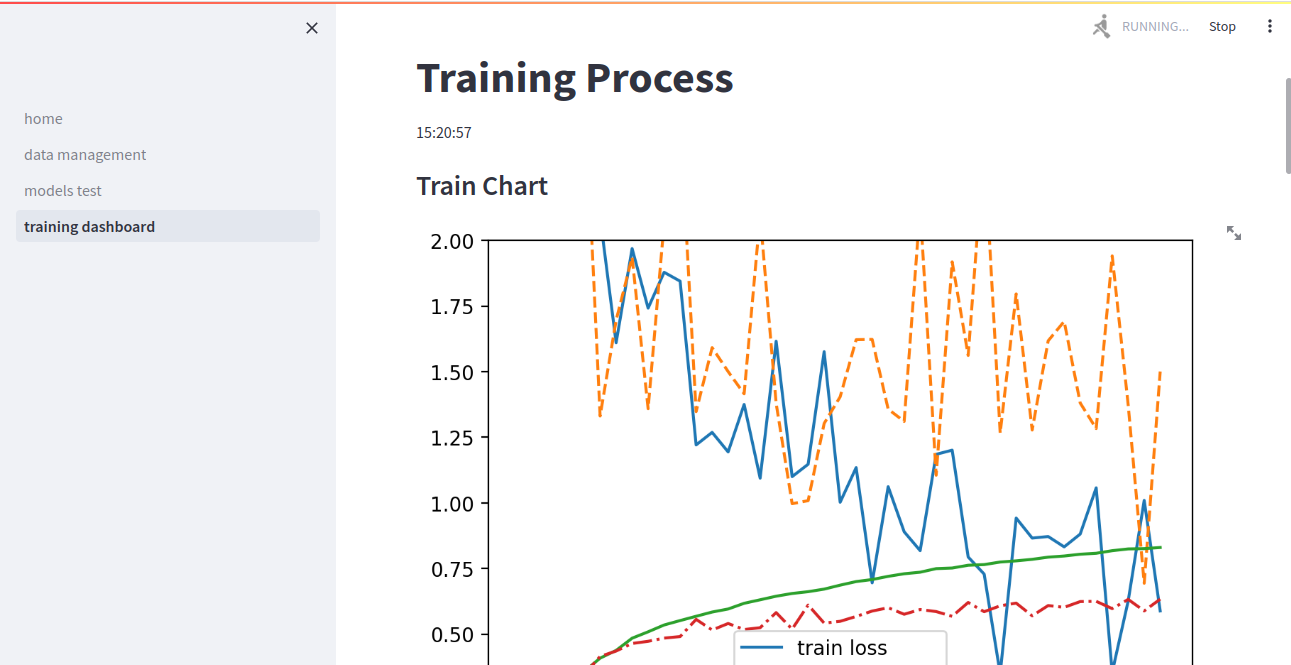 RUNNING...
Stop
home
data management
models test
training dashboard
Training Process
15:20:57
Train Chart
2.00
1.75
1.50
1.25
1.00
0.75
0.50
train loss